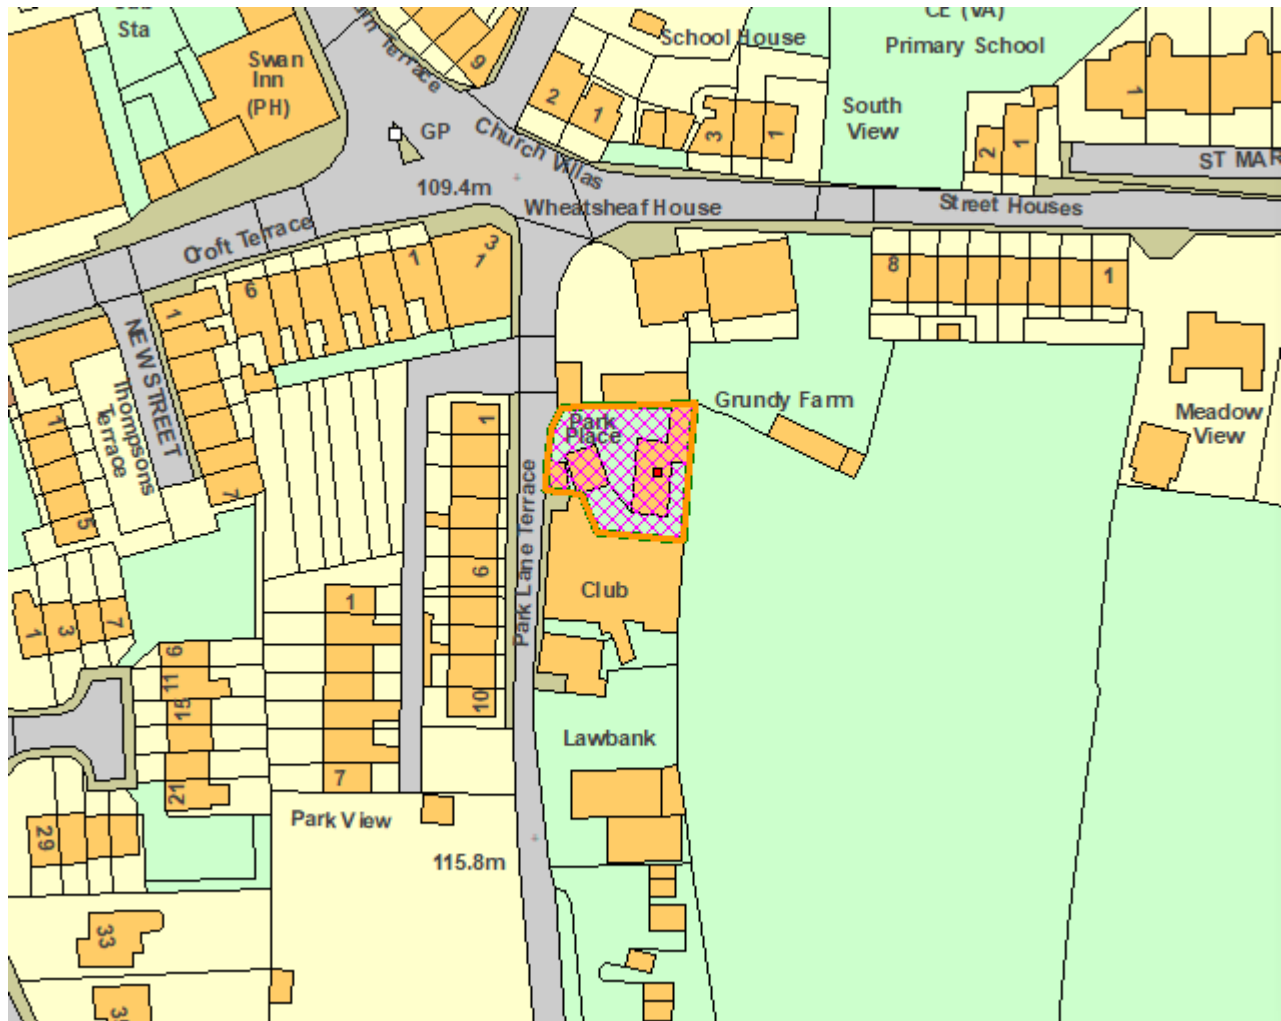 Sta
Swan
Inn
(PH)
Terrace
9
School House
CE (VA)
Primary School
2
1
3
1
South
View
2
1
1
GP
Church Villas
109.4m
ST MAR
Wheatsheaf House
Street Houses
Croft Terrace
3
1
1
6
1
8
1
NEW STREET
Thompsons
Terrace
1
5
7
Park
Place
Grundy Farm
Meadow
View
1
6
10
Park Lane Terrace
Club
1
3
7
1
6
11
15
21
7
Lawbank
Park View
29
115.8m
33